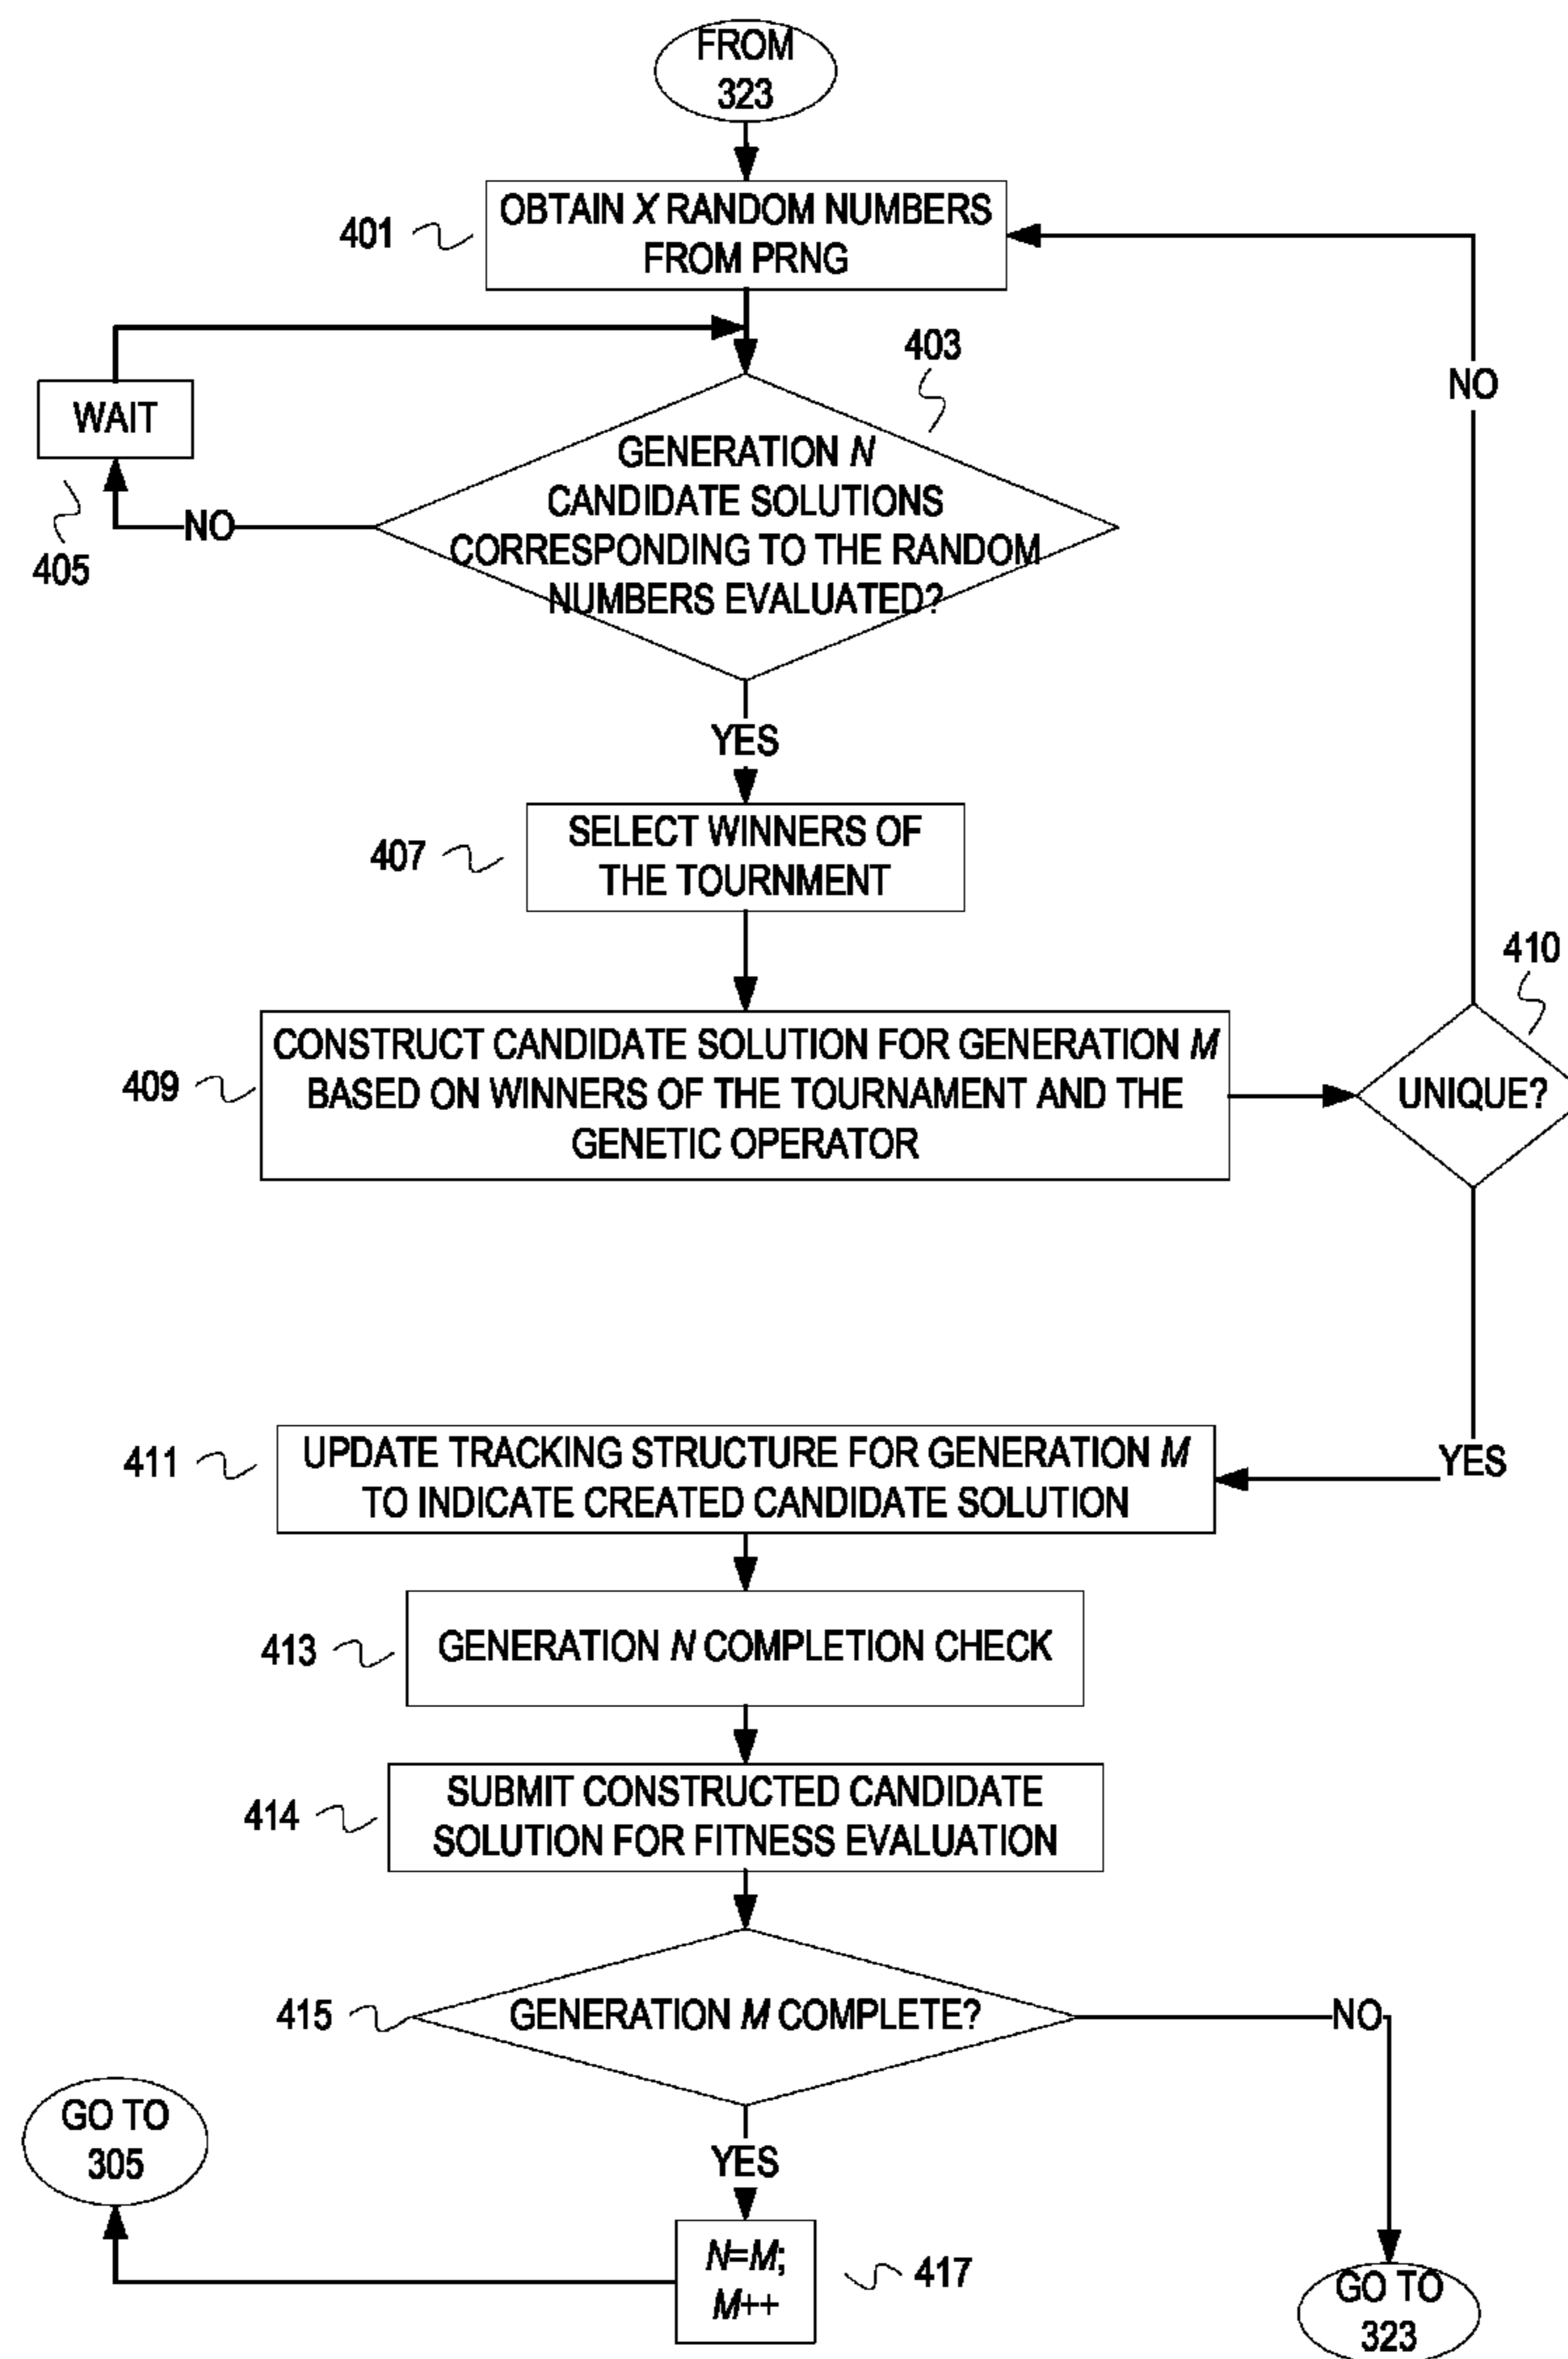 FROM
323
OBTAIN X RANDOM NUMBERS
FROM PRNG
401
403
NO
WAIT
GENERATION N
CANDIDATE SOLUTIONS
CORRESPONDING TO THE RANDOM
NUMBERS EVALUATED?
NO
405
YES
SELECT WINNERS OF
THE TOURNMENT
407
410
CONSTRUCT CANDIDATE SOLUTION FOR GENERATION M
BASED ON WINNERS OF THE TOURNAMENT AND THE
GENETIC OPERATOR
409
UNIQUE?
YES
UPDATE TRACKING STRUCTURE FOR GENERATION M
TO INDICATE CREATED CANDIDATE SOLUTION
411
GENERATION N COMPLETION CHECK
413
SUBMIT CONSTRUCTED CANDIDATE
SOLUTION FOR FITNESS EVALUATION
414
415
GENERATION M COMPLETE?
NO
GO TO
305
YES
N=M;
M++
417
GO TO
323